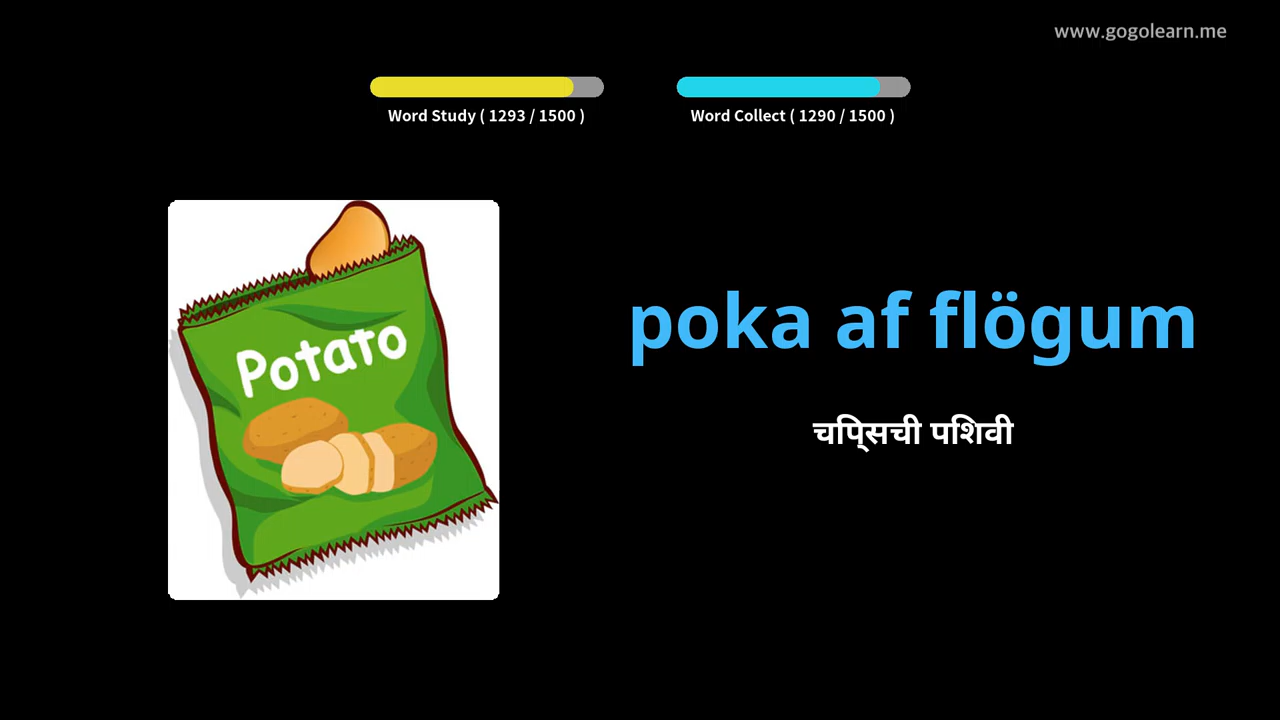 www.gogolearn.me
Word Study ( 1293 / 1500 )
Word Collect ( 1290 / 1500 )
Potato
poka af flögum
चिप्सची पिशवी